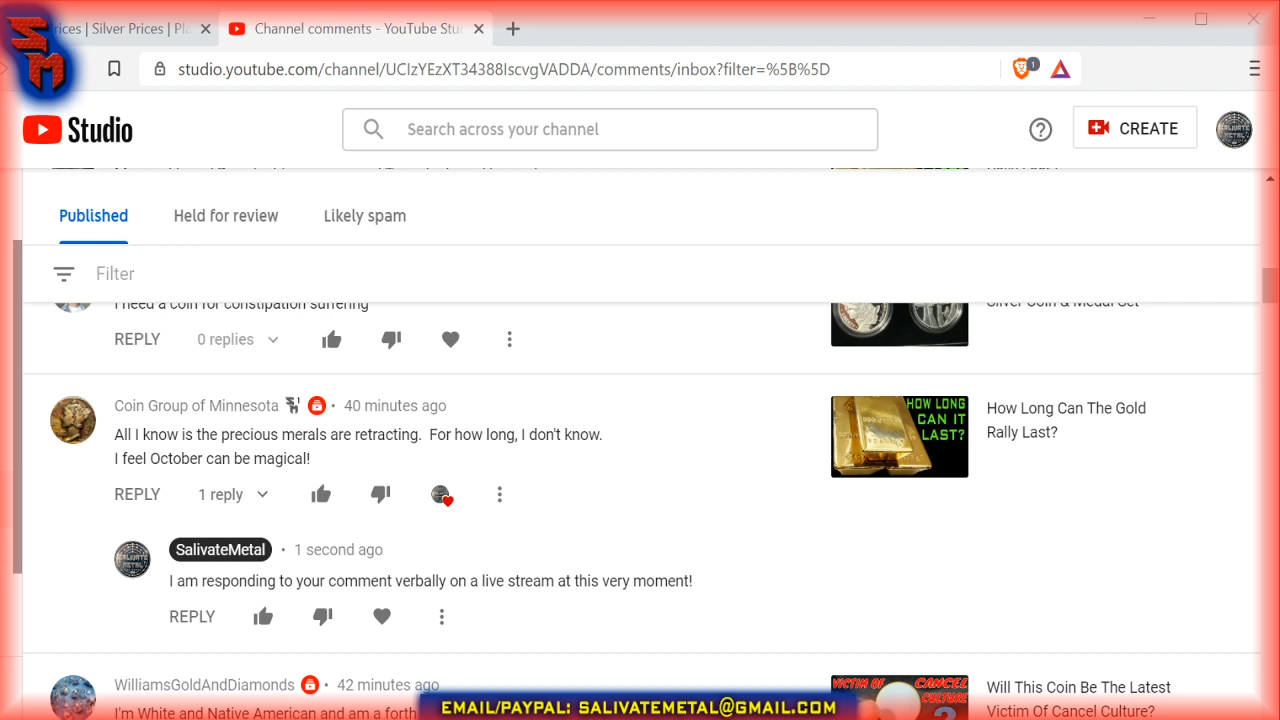 SM
rices | Silver Prices | Pla
Channel comments - YouTube Stu
studio.youtube.com/channel/UCIzYEzXT34388IscvgVADDA/comments/inbox?filter=%5B%5D
1
Studio
Search across your channel
CREATE
Published
Held for review
Likely spam
Filter
I need a coin for constipation suffering
Silver Coin & Medal Set
REPLY
0 replies
Coin Group of Minnesota
• 40 minutes ago
All I know is the precious merals are retracting. For how long, I don't know.
I feel October can be magical!
REPLY
1 reply
HOW LONG
CAN IT
LAST?
How Long Can The Gold
Rally Last?
SalivateMetal
• 1 second ago
I am responding to your comment verbally on a live stream at this very moment!
REPLY
WilliamsGoldAndDiamonds
• 42 minutes ago
I'm White and Native American and am a forth
VICTIM OF CANCEL
CULTURE
?
Will This Coin Be The Latest
Victim Of Cancel Culture?
EMAIL/PAYPAL: SALIVATEMETAL@GMAIL.COM